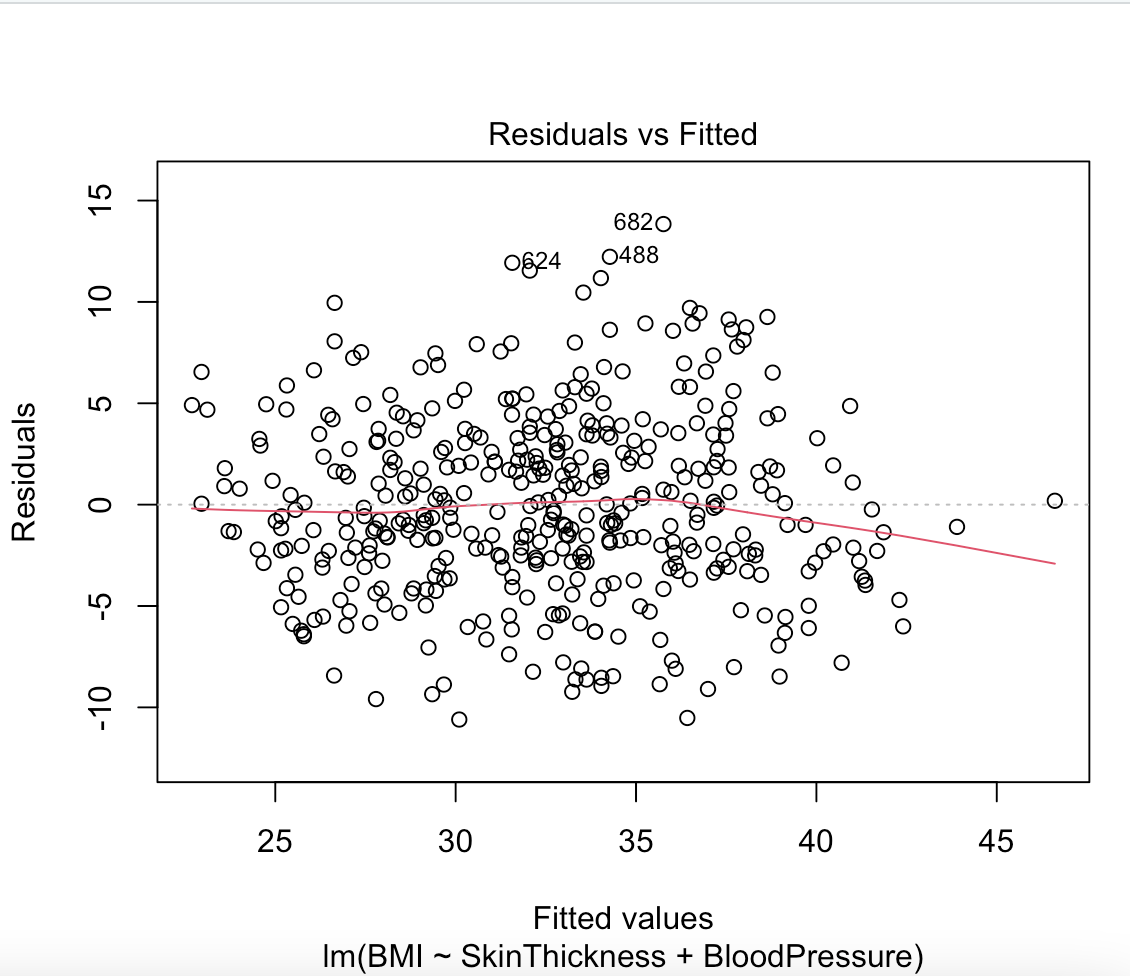 Residuals vs Fitted
15
10
5
0
-5
-10
Residuals
682
624
488
25 30 35 40 45
Fitted values
lm(BMI ~ SkinThickness + BloodPressure)